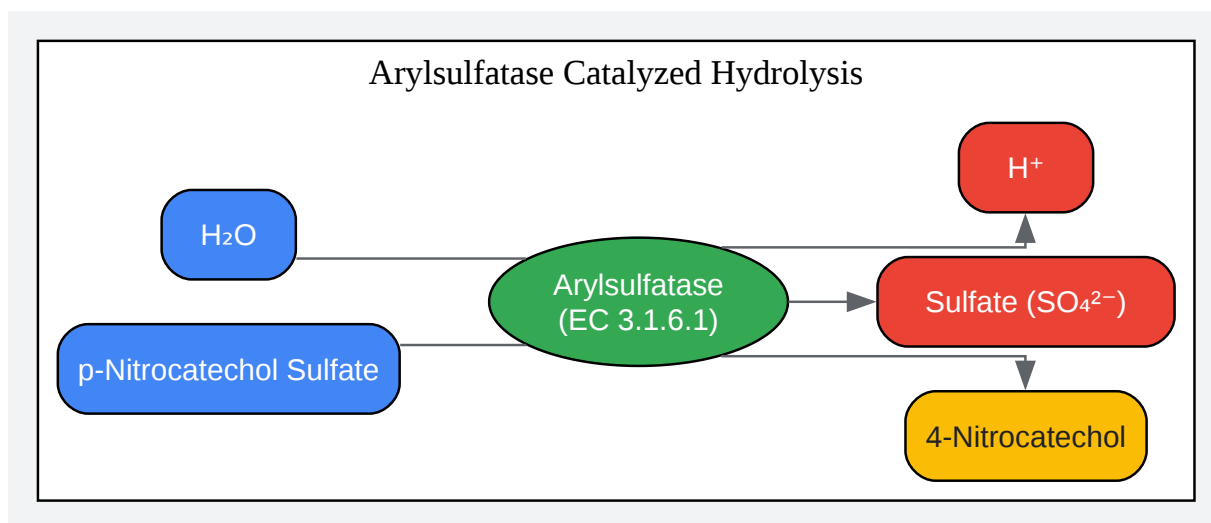 Arylsulfatase Catalyzed Hydrolysis
H⁺
H₂O
Arylsulfatase
(EC 3.1.6.1)
Sulfate (SO₄²⁻)
p-Nitrocatechol Sulfate
4-Nitrocatechol